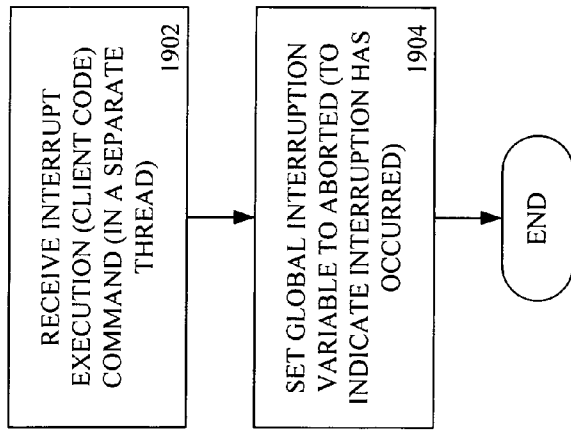 RECEIVE INTERRUPT
EXECUTION (CLIENT CODE)
COMMAND (IN A SEPARATE
THREAD)
1902
SET GLOBAL INTERRUPTION
VARIABLE TO ABORTED (TO
INDICATE INTERRUPTION HAS
OCCURRED)
1904
END